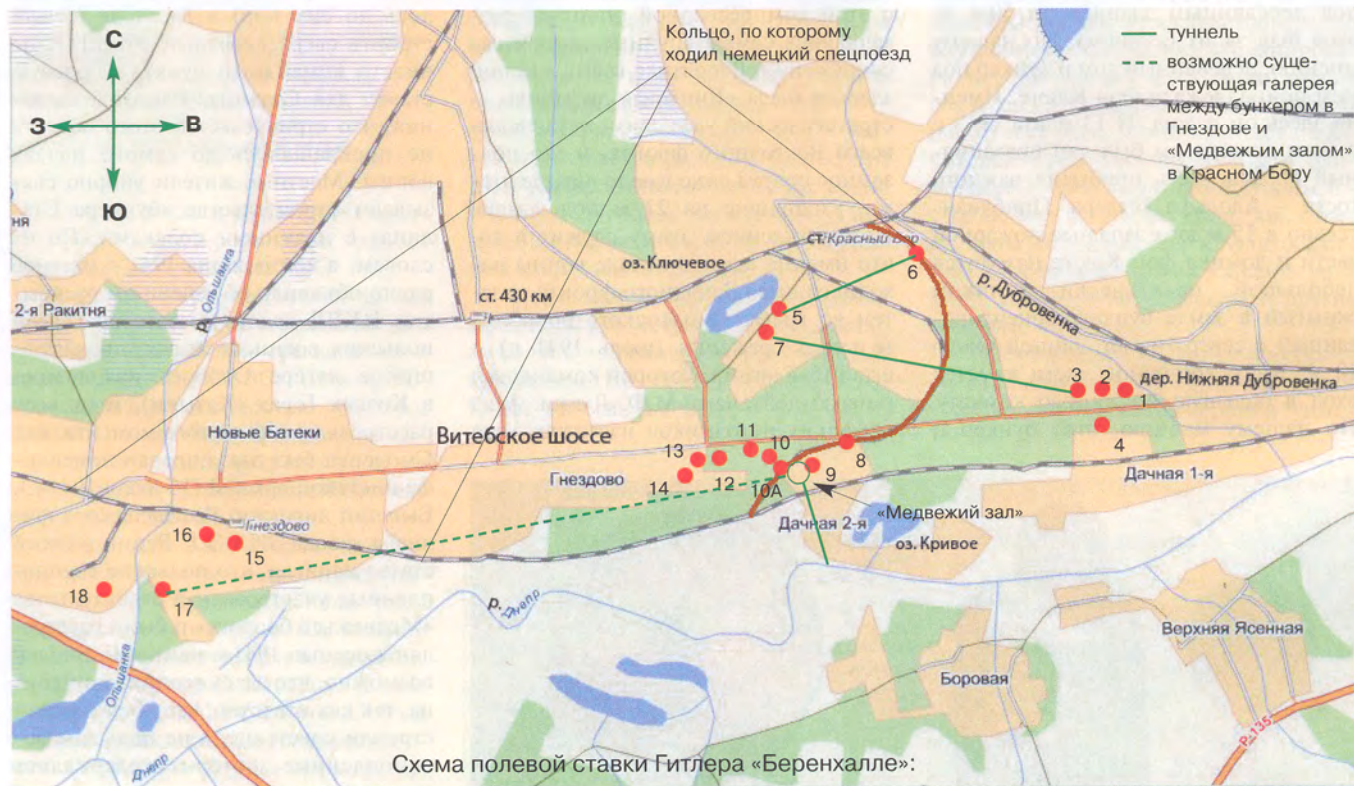 С
З
В
Ю
Кольцо, по которому
ходил немецкий спецпоезд
туннель
возможно суще-
ствующая галерея
между бункером в
Гнездове и
«Медвежьим залом»
в Красном Бору
ня
р. Ольшанка
2-я Ракитня
ст. 430 км
оз. Ключевое
ст. Красный Бор
6
р. Дубровенка
5
7
3
2
1
дер. Нижняя Дубровенка
4
Новые Батеки
Витебское шоссе
11
10
13
12
14
Гнездово
10А
9
8
Дачная 1-я
«Медвежий зал»
Дачная 2-я
оз. Кривое
Гнездово
16
15
18
17
р. Днепр
Верхняя Ясенная
Боровая
Ольшанка
Р-135
Днепр
Схема полевой ставки Гитлера «Беренхалле»: